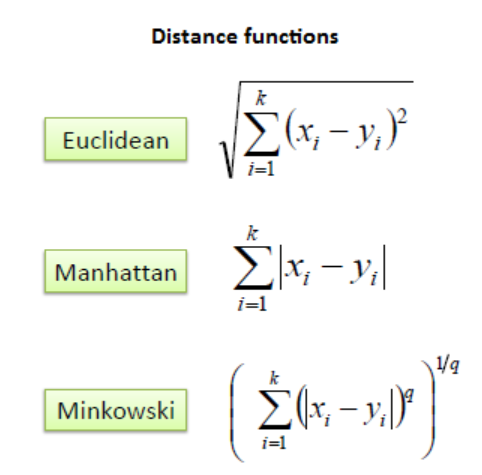 Distance functions
Euclidean √(∑_{i=1}^{k} (x_i − y_i)^2)
Manhattan ∑_{i=1}^{k} |x_i − y_i|
Minkowski (∑_{i=1}^{k} (|x_i − y_i|)^q)^{1/q}